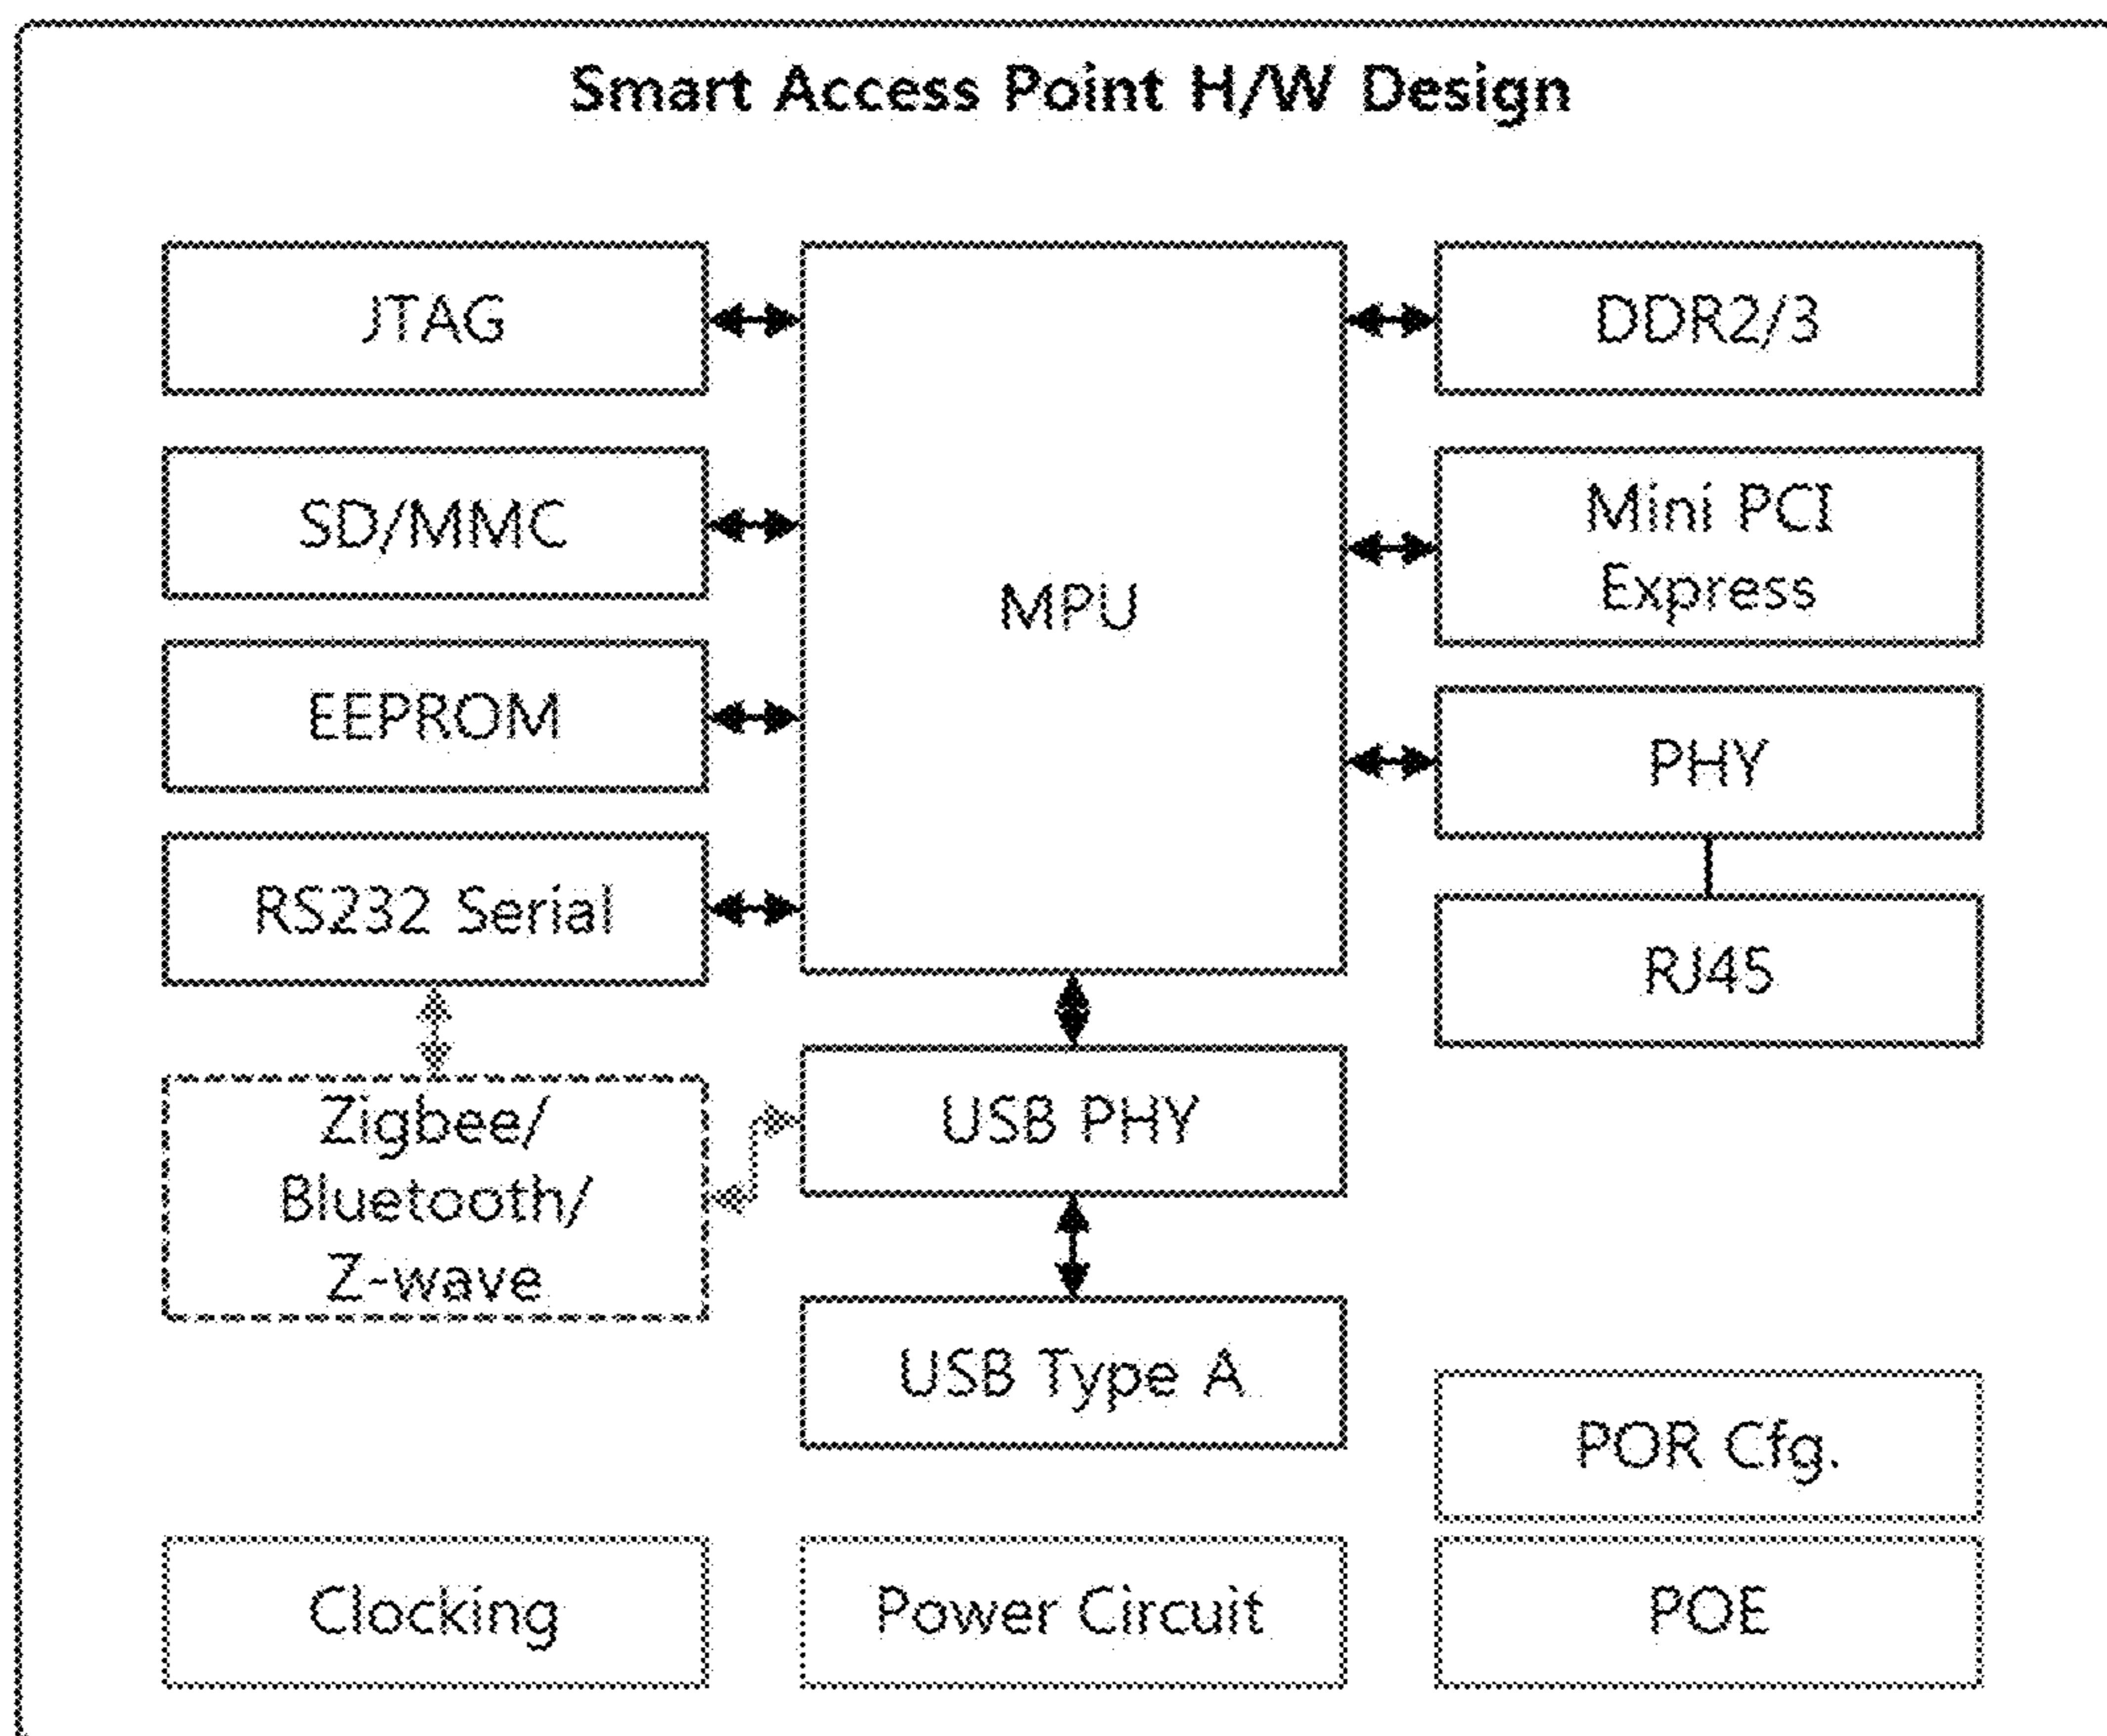 Smart Access Point H/W Design
JTAG
MPU
DDR2/3
SD/MMC
Mini PCI
Express
EEPROM
PHY
RS232 Serial
RJ45
Zigbee/
Bluetooth/
Z-wave
USB PHY
USB Type A
POR Cfg.
Clocking
Power Circuit
POE